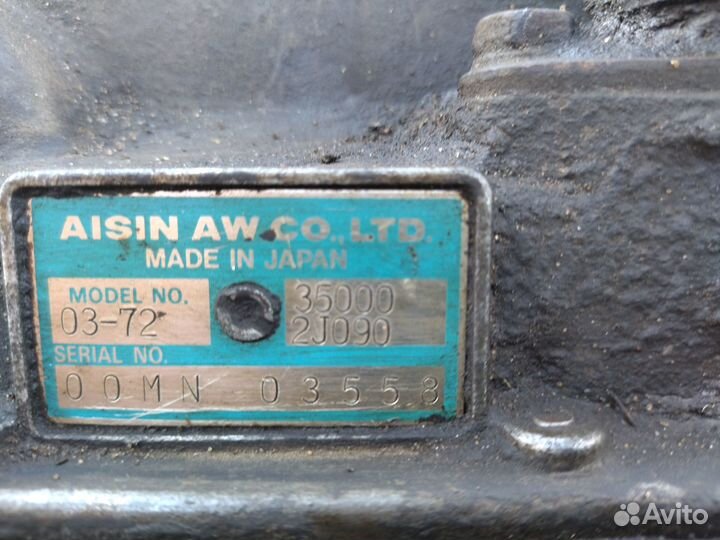 AISIN AW CO., LTD.
MADE IN JAPAN
MODEL NO.
03-72
35000
2J090
SERIAL NO.
00MN 03558
Avito